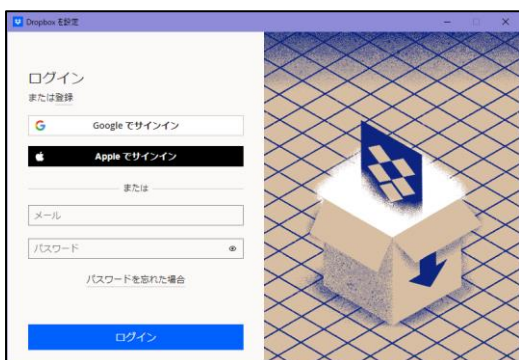 Dropbox を設定
ログイン
または登録
Google でサインイン
Apple でサインイン
または
メール
パスワード
パスワードを忘れた場合
ログイン